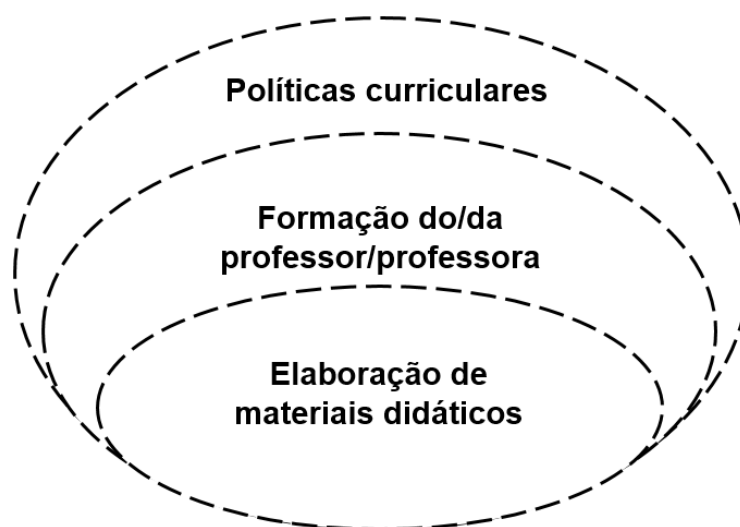 Políticas curriculares
Formação do/da
professor/professora
Elaboração de
materiais didáticos